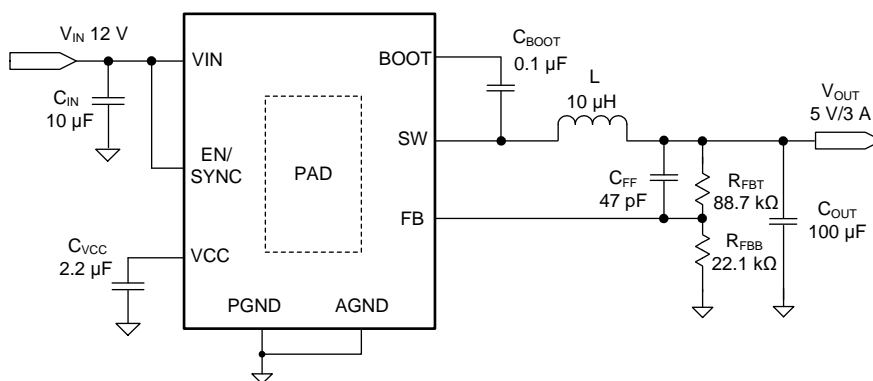 V_IN 12 V
C_IN
10 µF
VIN
EN/
SYNC
C_VCC
2.2 µF
VCC
PAD
PGND
AGND
BOOT
SW
FB
C_BOOT
0.1 µF
L
10 µH
C_FF
47 pF
R_FBT
88.7 kΩ
R_FBB
22.1 kΩ
V_OUT
5 V/3 A
C_OUT
100 µF